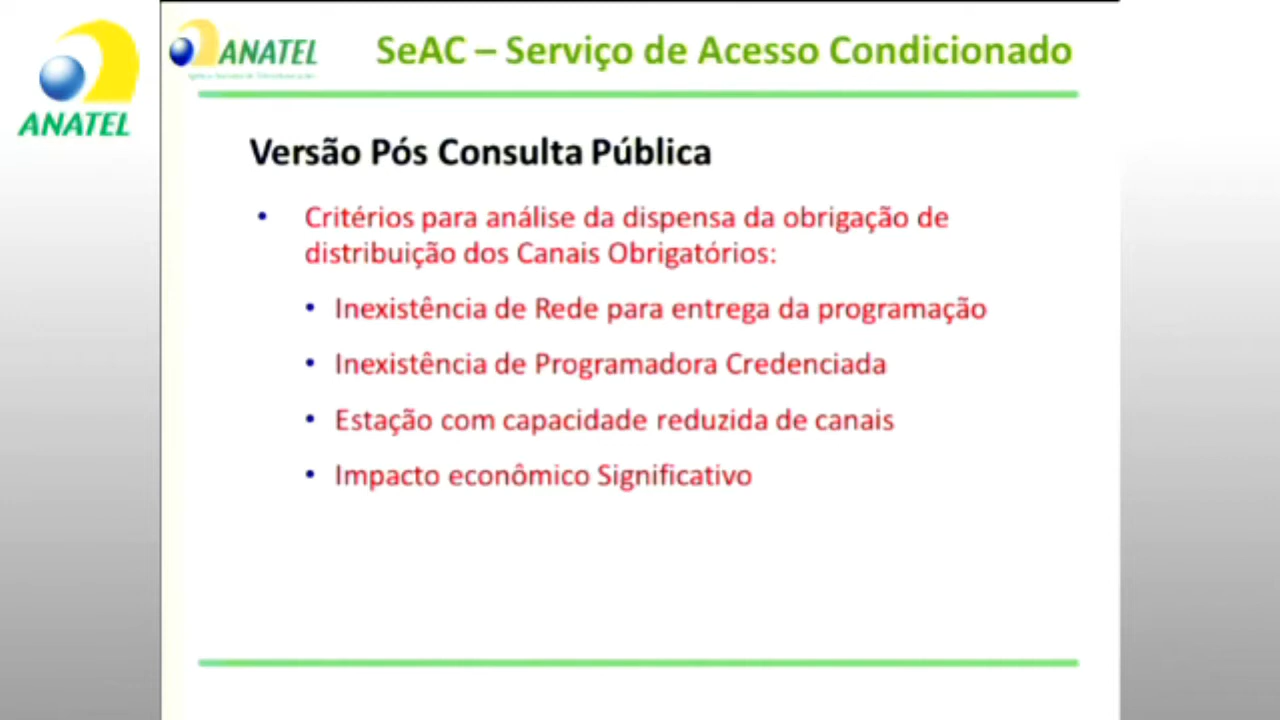 ANATEL
ANATEL
SeAC – Serviço de Acesso Condicionado
Versão Pós Consulta Pública
• Critérios para análise da dispensa da obrigação de
distribuição dos Canais Obrigatórios:
• Inexistência de Rede para entrega da programação
• Inexistência de Programadora Credenciada
• Estação com capacidade reduzida de canais
• Impacto econômico Significativo